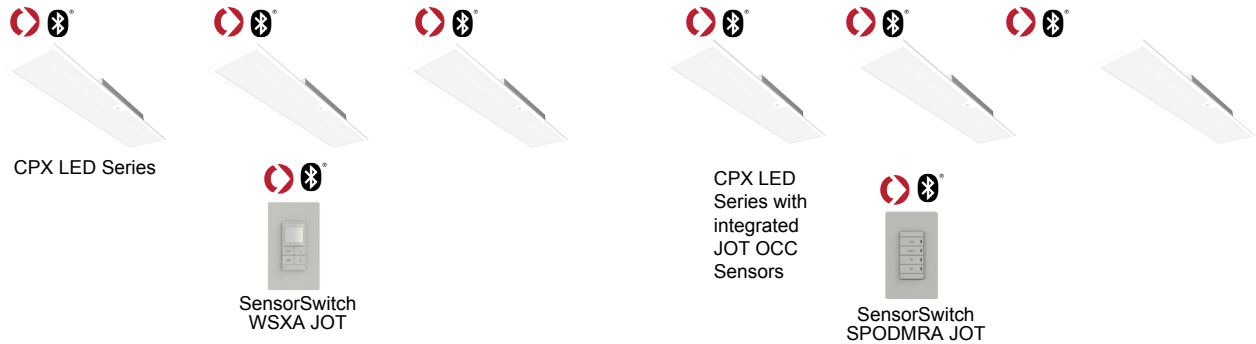 CPX LED Series
SensorSwitch
WSXA JOT
CPX LED
Series with
integrated
JOT OCC
Sensors
SensorSwitch
SPODMRA JOT